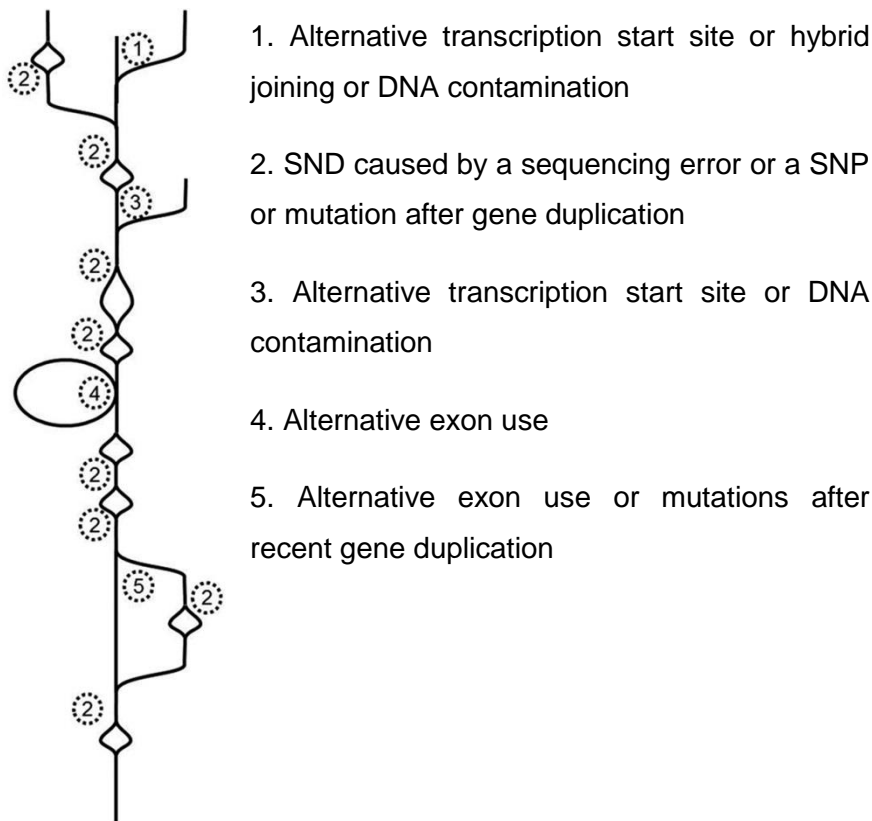 1. Alternative transcription start site or hybrid
joining or DNA contamination
2. SND caused by a sequencing error or a SNP
or mutation after gene duplication
3. Alternative transcription start site or DNA
contamination
4. Alternative exon use
5. Alternative exon use or mutations after
recent gene duplication
1
2
2
3
2
2
4
2
2
5
2
2